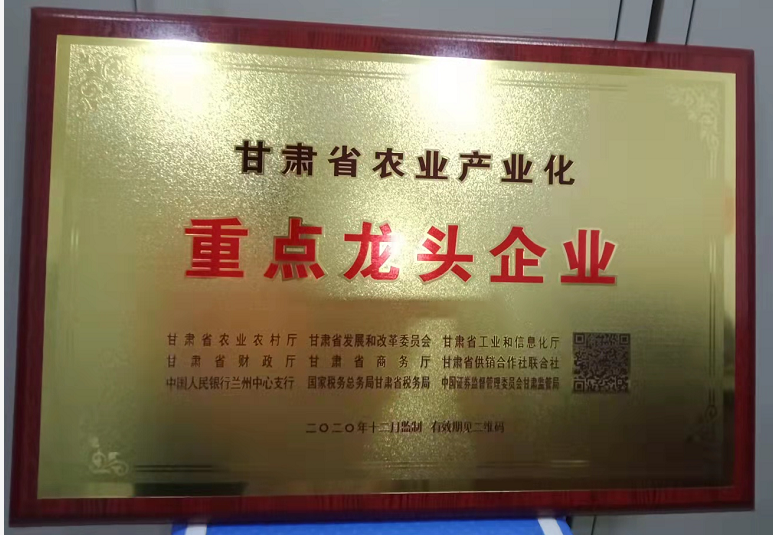 甘肃省农业产业化
重点龙头企业
甘肃省农业农村厅 甘肃省发展和改革委员会 甘肃省工业和信息化厅
甘肃省财政厅 甘肃省商务厅 甘肃省供销合作社联合社
中国人民银行兰州中心支行 国家税务总务局甘肃省税务局 中国证券监督管理委员会甘肃监管局
二〇二〇年十二月监制 有效期见二维码